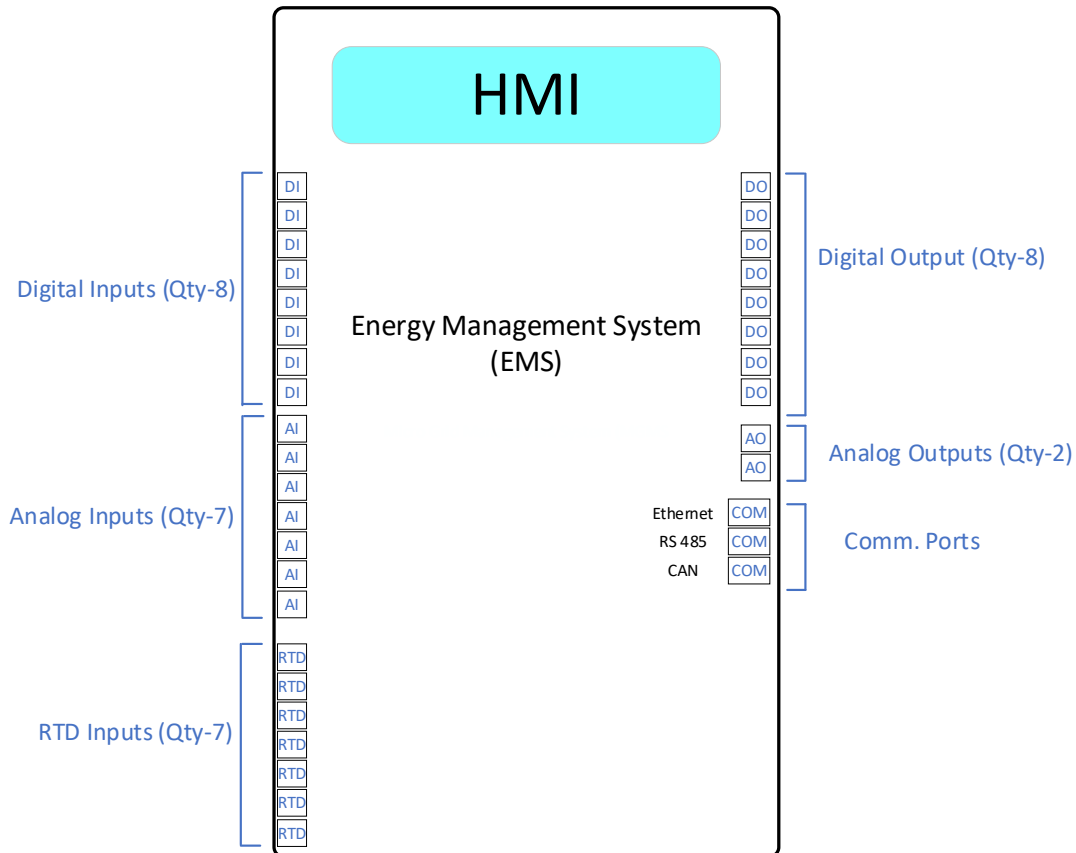 HMI
DI
DI
DI
DI
DI
DI
DI
DI
Digital Inputs (Qty-8)
AI
AI
AI
AI
AI
AI
AI
Analog Inputs (Qty-7)
RTD
RTD
RTD
RTD
RTD
RTD
RTD
RTD Inputs (Qty-7)
Energy Management System
(EMS)
DO
DO
DO
DO
DO
DO
DO
DO
Digital Output (Qty-8)
AO
AO
Analog Outputs (Qty-2)
Ethernet COM
RS 485 COM
CAN COM
Comm. Ports